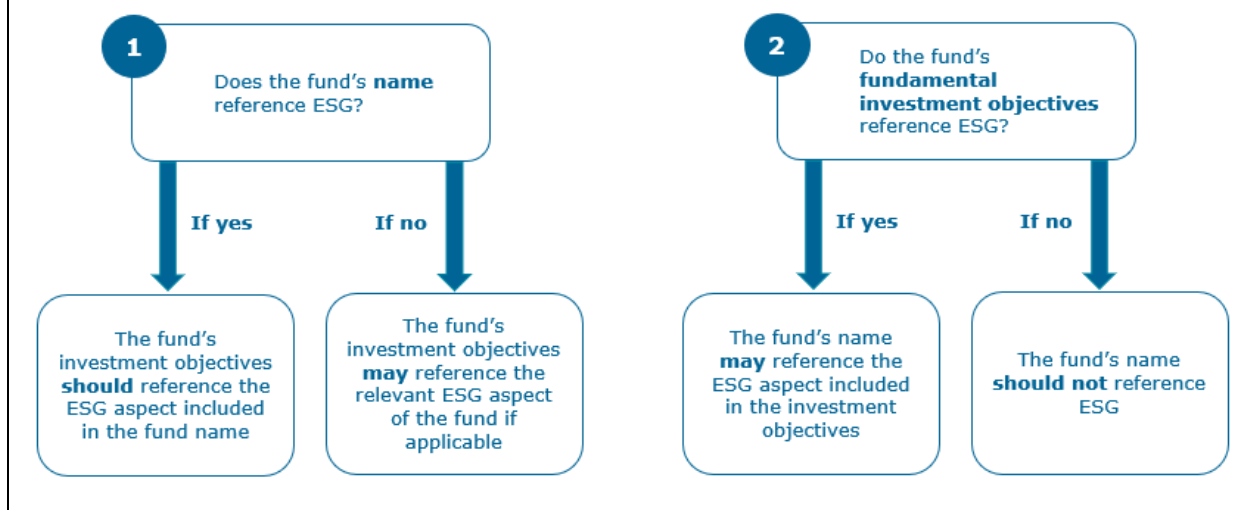 1
Does the fund's name
reference ESG?
If yes
If no
The fund's
investment objectives
should reference the
ESG aspect included
in the fund name
The fund's
investment objectives
may reference the
relevant ESG aspect
of the fund if
applicable
2
Do the fund's
fundamental
investment objectives
reference ESG?
If yes
If no
The fund's name
may reference the
ESG aspect included
in the investment
objectives
The fund's name
should not reference
ESG